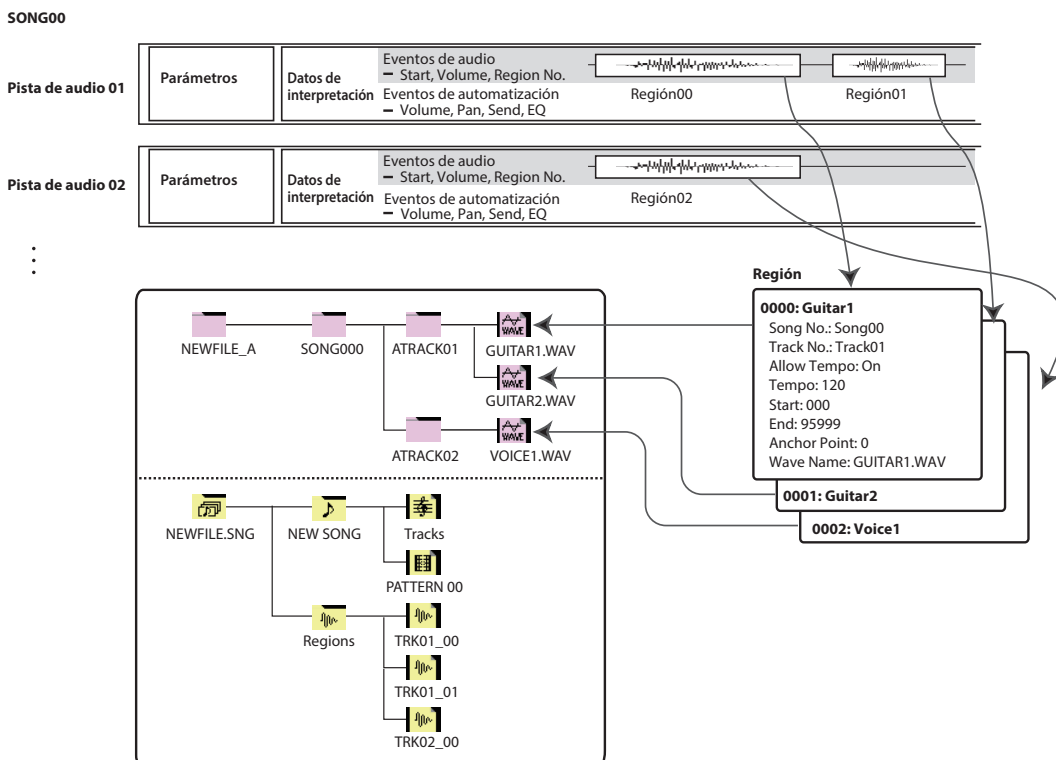 SONG00
Pista de audio 01
Parámetros
Datos de
interpretación
Eventos de audio
– Start, Volume, Region No.
Eventos de automatización
– Volume, Pan, Send, EQ
Región00
Región01
Pista de audio 02
Parámetros
Datos de
interpretación
Eventos de audio
– Start, Volume, Region No.
Eventos de automatización
– Volume, Pan, Send, EQ
Región02
Región
0000: Guitar1
Song No.: Song00
Track No.: Track01
Allow Tempo: On
Tempo: 120
Start: 000
End: 95999
Anchor Point: 0
Wave Name: GUITAR1.WAV
0001: Guitar2
0002: Voice1
WAVE
NEWFILE_A
SONG000
ATRACK01
GUITAR1.WAV
WAVE
GUITAR2.WAV
WAVE
ATRACK02
VOICE1.WAV
NEWFILE.SNG
NEW SONG
Tracks
PATTERN 00
Regions
TRK01_00
TRK01_01
TRK02_00